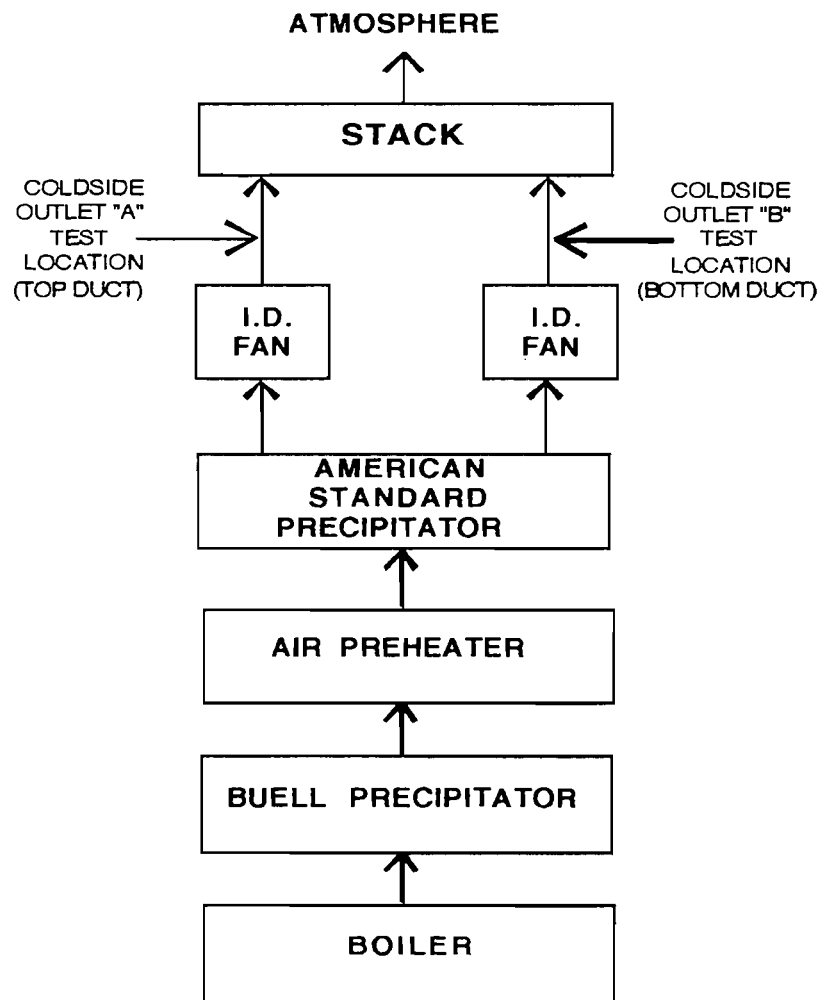 ATMOSPHERE
STACK
COLDSIDE
OUTLET "A"
TEST
LOCATION
(TOP DUCT)
COLDSIDE
OUTLET "B"
TEST
LOCATION
(BOTTOM DUCT)
I.D.
FAN
I.D.
FAN
AMERICAN
STANDARD
PRECIPITATOR
AIR PREHEATER
BUELL PRECIPITATOR
BOILER